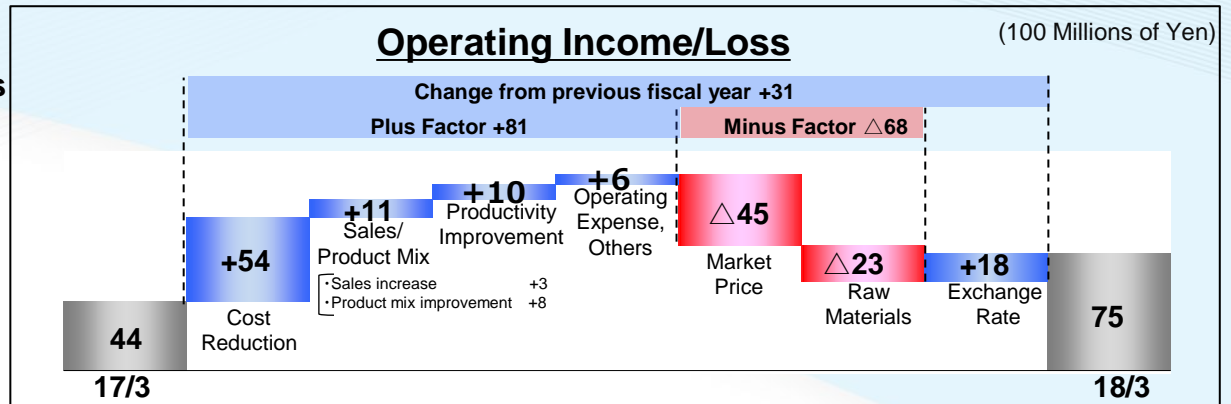 Operating Income/Loss
(100 Millions of Yen)
s
Change from previous fiscal year +31
Plus Factor +81
Minus Factor △68
+54
Cost
Reduction
+11
Sales/
Product Mix
・Sales increase +3
・Product mix improvement +8
+10
Productivity
Improvement
+6
Operating
Expense,
Others
△45
Market
Price
△23
Raw
Materials
+18
Exchange
Rate
44
75
17/3
18/3